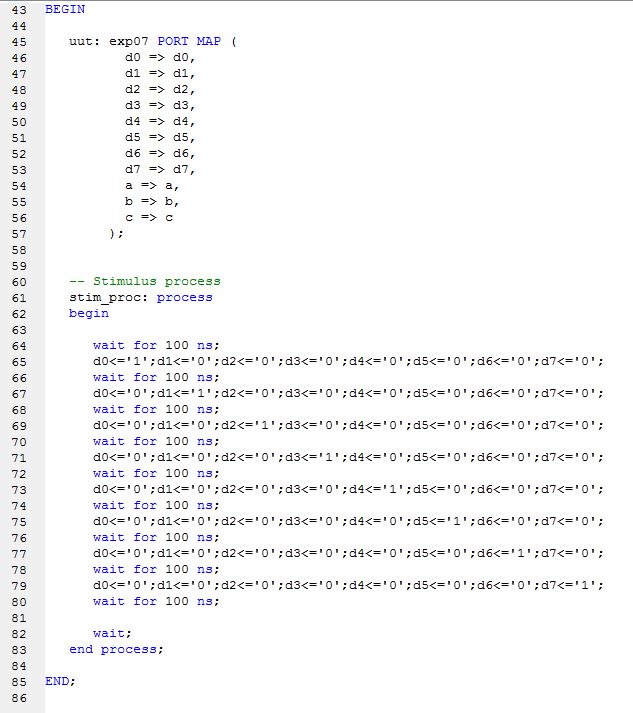 43 BEGIN
44
45 uut: exp07 PORT MAP (
46 d0 => d0,
47 d1 => d1,
48 d2 => d2,
49 d3 => d3,
50 d4 => d4,
51 d5 => d5,
52 d6 => d6,
53 d7 => d7,
54 a => a,
55 b => b,
56 c => c
57 );
58
59
60 -- Stimulus process
61 stim_proc: process
62 begin
63
64 wait for 100 ns;
65 d0<='1';d1<='0';d2<='0';d3<='0';d4<='0';d5<='0';d6<='0';d7<='0';
66 wait for 100 ns;
67 d0<='0';d1<='1';d2<='0';d3<='0';d4<='0';d5<='0';d6<='0';d7<='0';
68 wait for 100 ns;
69 d0<='0';d1<='0';d2<='1';d3<='0';d4<='0';d5<='0';d6<='0';d7<='0';
70 wait for 100 ns;
71 d0<='0';d1<='0';d2<='0';d3<='1';d4<='0';d5<='0';d6<='0';d7<='0';
72 wait for 100 ns;
73 d0<='0';d1<='0';d2<='0';d3<='0';d4<='1';d5<='0';d6<='0';d7<='0';
74 wait for 100 ns;
75 d0<='0';d1<='0';d2<='0';d3<='0';d4<='0';d5<='1';d6<='0';d7<='0';
76 wait for 100 ns;
77 d0<='0';d1<='0';d2<='0';d3<='0';d4<='0';d5<='0';d6<='1';d7<='0';
78 wait for 100 ns;
79 d0<='0';d1<='0';d2<='0';d3<='0';d4<='0';d5<='0';d6<='0';d7<='1';
80 wait for 100 ns;
81
82 wait;
83 end process;
84
85 END;
86